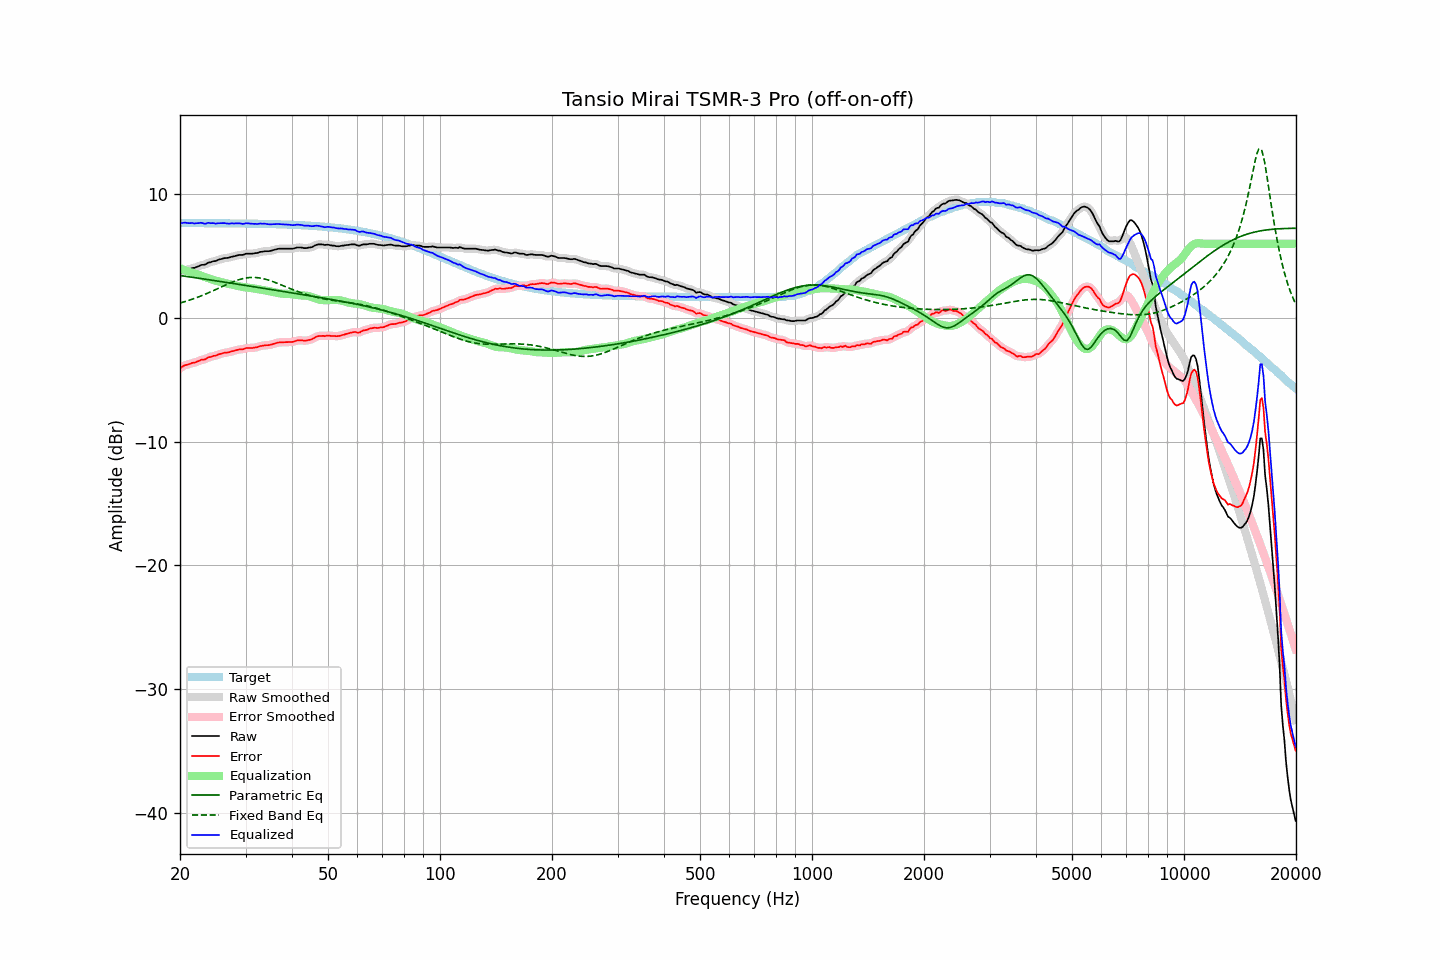 Tansio Mirai TSMR-3 Pro (off-on-off)
10
0
−10
−20
−30
−40
Amplitude (dBr)
Target
Raw Smoothed
Error Smoothed
Raw
Error
Equalization
Parametric Eq
Fixed Band Eq
Equalized
20
50
100
200
500
1000
2000
5000
10000
20000
Frequency (Hz)